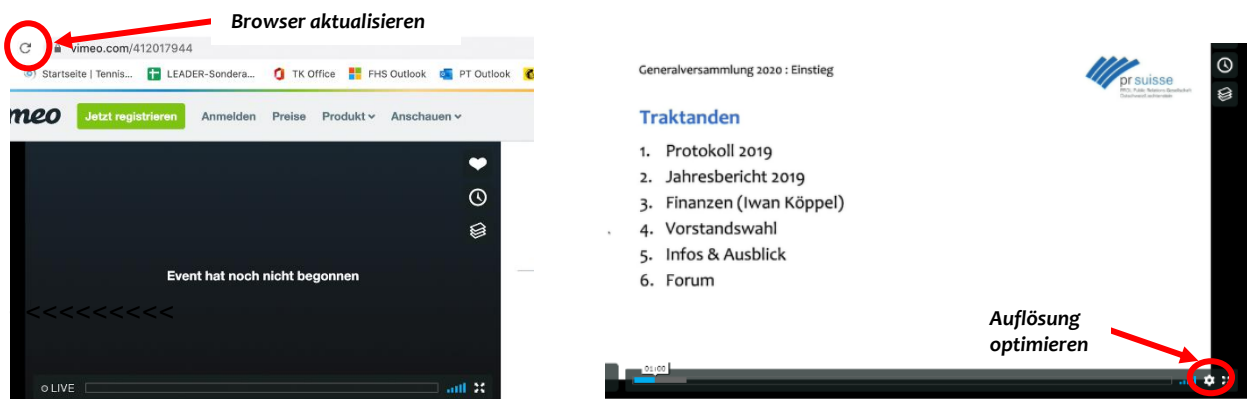 Browser aktualisieren
vimeo.com/412017944
Startseite | Tennis... LEADER-Sondera... TK Office FHS Outlook PT Outlook
meo Jetzt registrieren Anmelden Preise Produkt Anschauen
Event hat noch nicht begonnen
<<<<<<<<<
LIVE
Generalversammlung 2020 : Einstieg
pr suisse
Traktanden
1. Protokoll 2019
2. Jahresbericht 2019
3. Finanzen (Iwan Köppel)
4. Vorstandswahl
5. Infos & Ausblick
6. Forum
Auflösung
optimieren
01:00